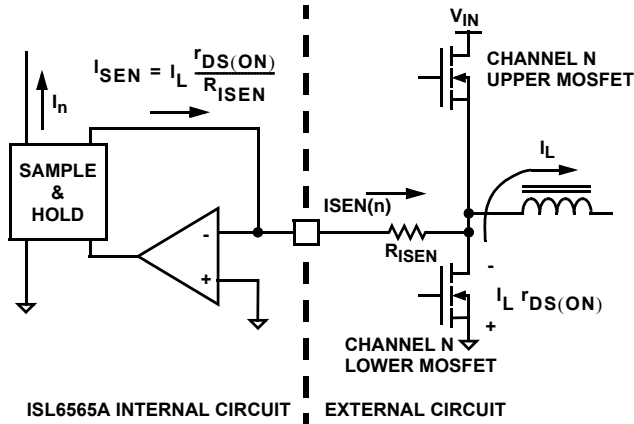 I_SEN = I_L r_DS(ON) / R_ISEN
I_n
SAMPLE
&
HOLD
-
+
ISEN(n)
R_ISEN
V_IN
CHANNEL N
UPPER MOSFET
I_L
-
I_L r_DS(ON)
+
CHANNEL N
LOWER MOSFET
ISL6565A INTERNAL CIRCUIT
EXTERNAL CIRCUIT